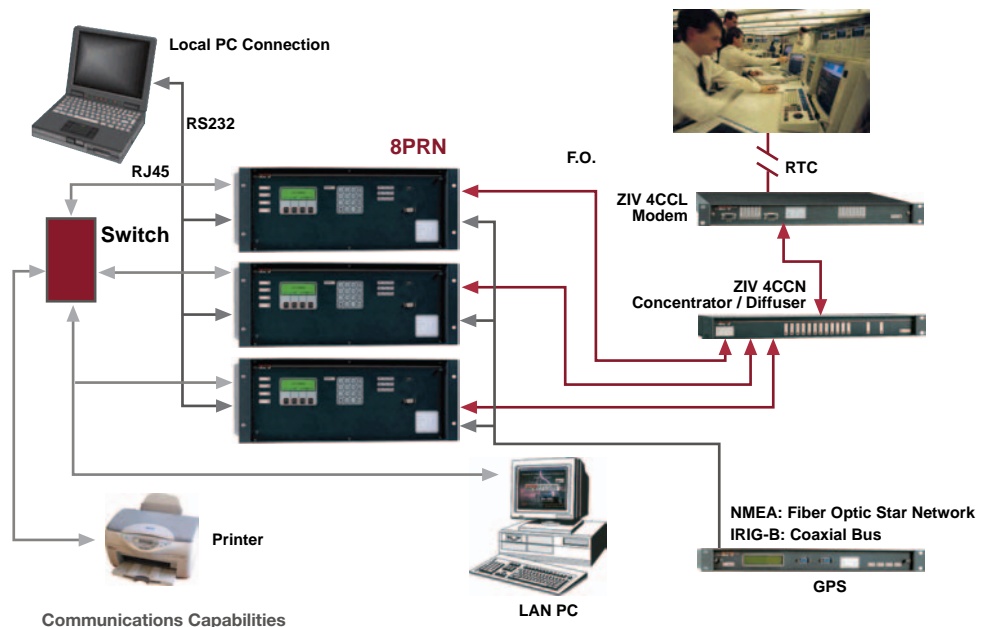 Local PC Connection
RS232
8PRN
F.O.
RJ45
RTC
ZIV 4CCL
Modem
Switch
ZIV 4CCN
Concentrator / Diffuser
NMEA: Fiber Optic Star Network
IRIG-B: Coaxial Bus
Printer
GPS
LAN PC
Communications Capabilities